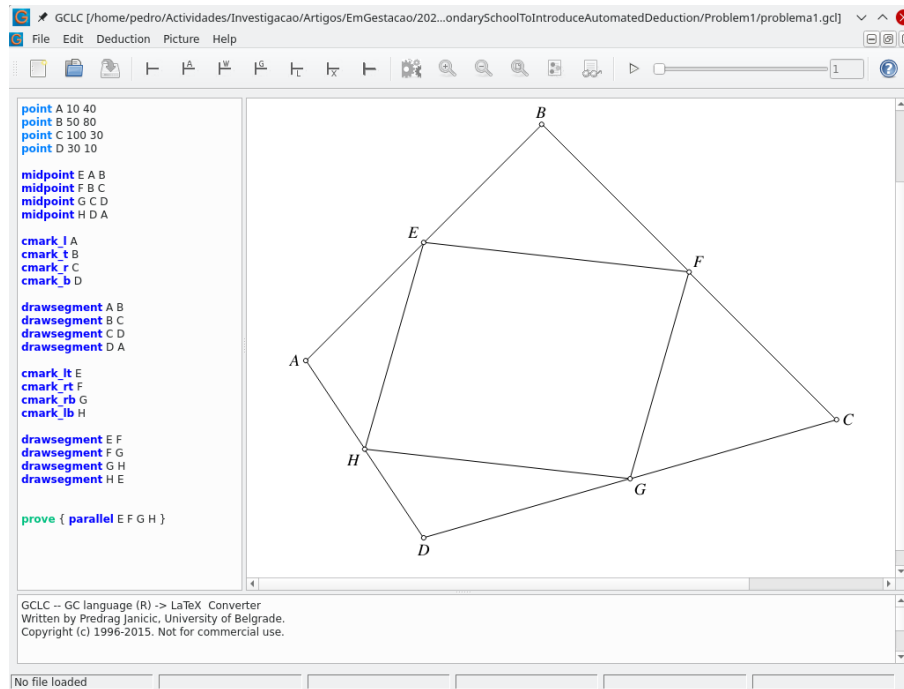 GCLC [/home/pedro/Actividades/Investigacao/Artigos/EmGestacao/202...ondarySchoolToIntroduceAutomatedDeduction/Problem1/problema1.gcl]
File Edit Deduction Picture Help
1
point A 10 40
point B 50 80
point C 100 30
point D 30 10
midpoint E A B
midpoint F B C
midpoint G C D
midpoint H D A
cmark_l A
cmark_t B
cmark_r C
cmark_b D
drawsegment A B
drawsegment B C
drawsegment C D
drawsegment D A
cmark_lt E
cmark_rt F
cmark_rb G
cmark_lb H
drawsegment E F
drawsegment F G
drawsegment G H
drawsegment H E
prove { parallel E F G H }
B
E
F
A
C
H
G
D
GCLC -- GC language (R) -> LaTeX Converter
Written by Predrag Janicic, University of Belgrade.
Copyright (c) 1996-2015. Not for commercial use.
No file loaded